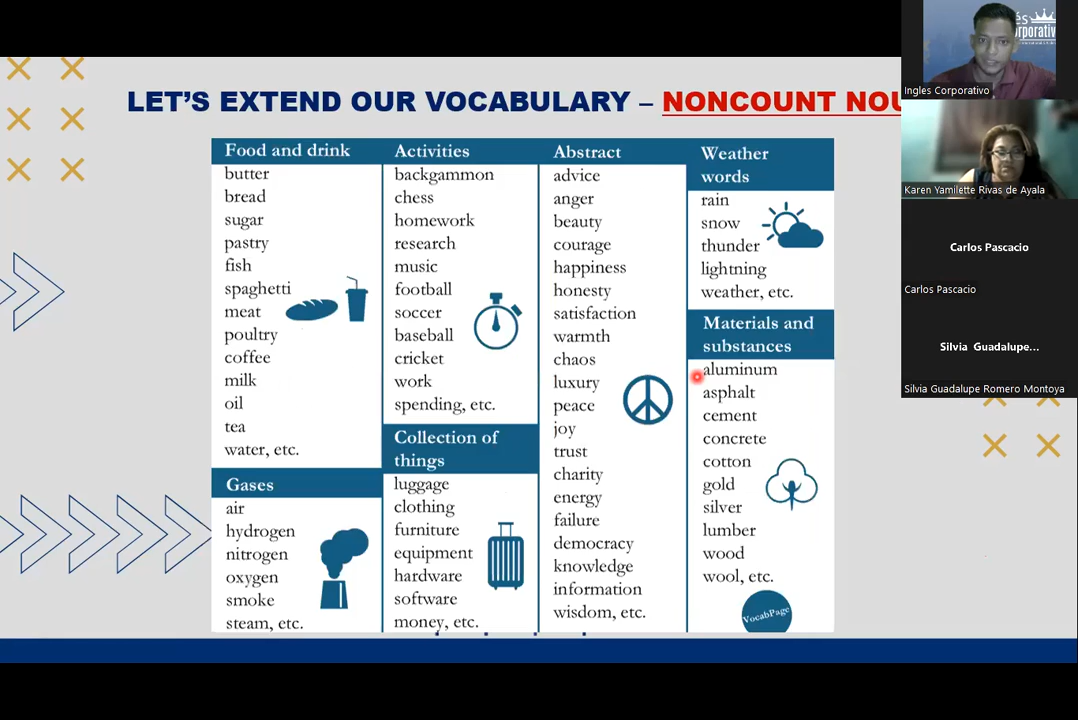 LET'S EXTEND OUR VOCABULARY – NONCOUNT NOU
Food and drink
butter
bread
sugar
pastry
fish
spaghetti
meat
poultry
coffee
milk
oil
tea
water, etc.
Gases
air
hydrogen
nitrogen
oxygen
smoke
steam, etc.
Activities
backgammon
chess
homework
research
music
football
soccer
baseball
cricket
work
spending, etc.
Collection of
things
luggage
clothing
furniture
equipment
hardware
software
money, etc.
Abstract
advice
anger
beauty
courage
happiness
honesty
satisfaction
warmth
chaos
luxury
peace
joy
trust
charity
energy
failure
democracy
knowledge
information
wisdom, etc.
Weather
words
rain
snow
thunder
lightning
weather, etc.
Materials and
substances
aluminum
asphalt
cement
concrete
cotton
gold
silver
lumber
wood
wool, etc.
VocabPage
Ingles Corporativo
Karen Yamilette Rivas de Ayala
Carlos Pascacio
Carlos Pascacio
Silvia Guadalupe...
Silvia Guadalupe Romero Montoya